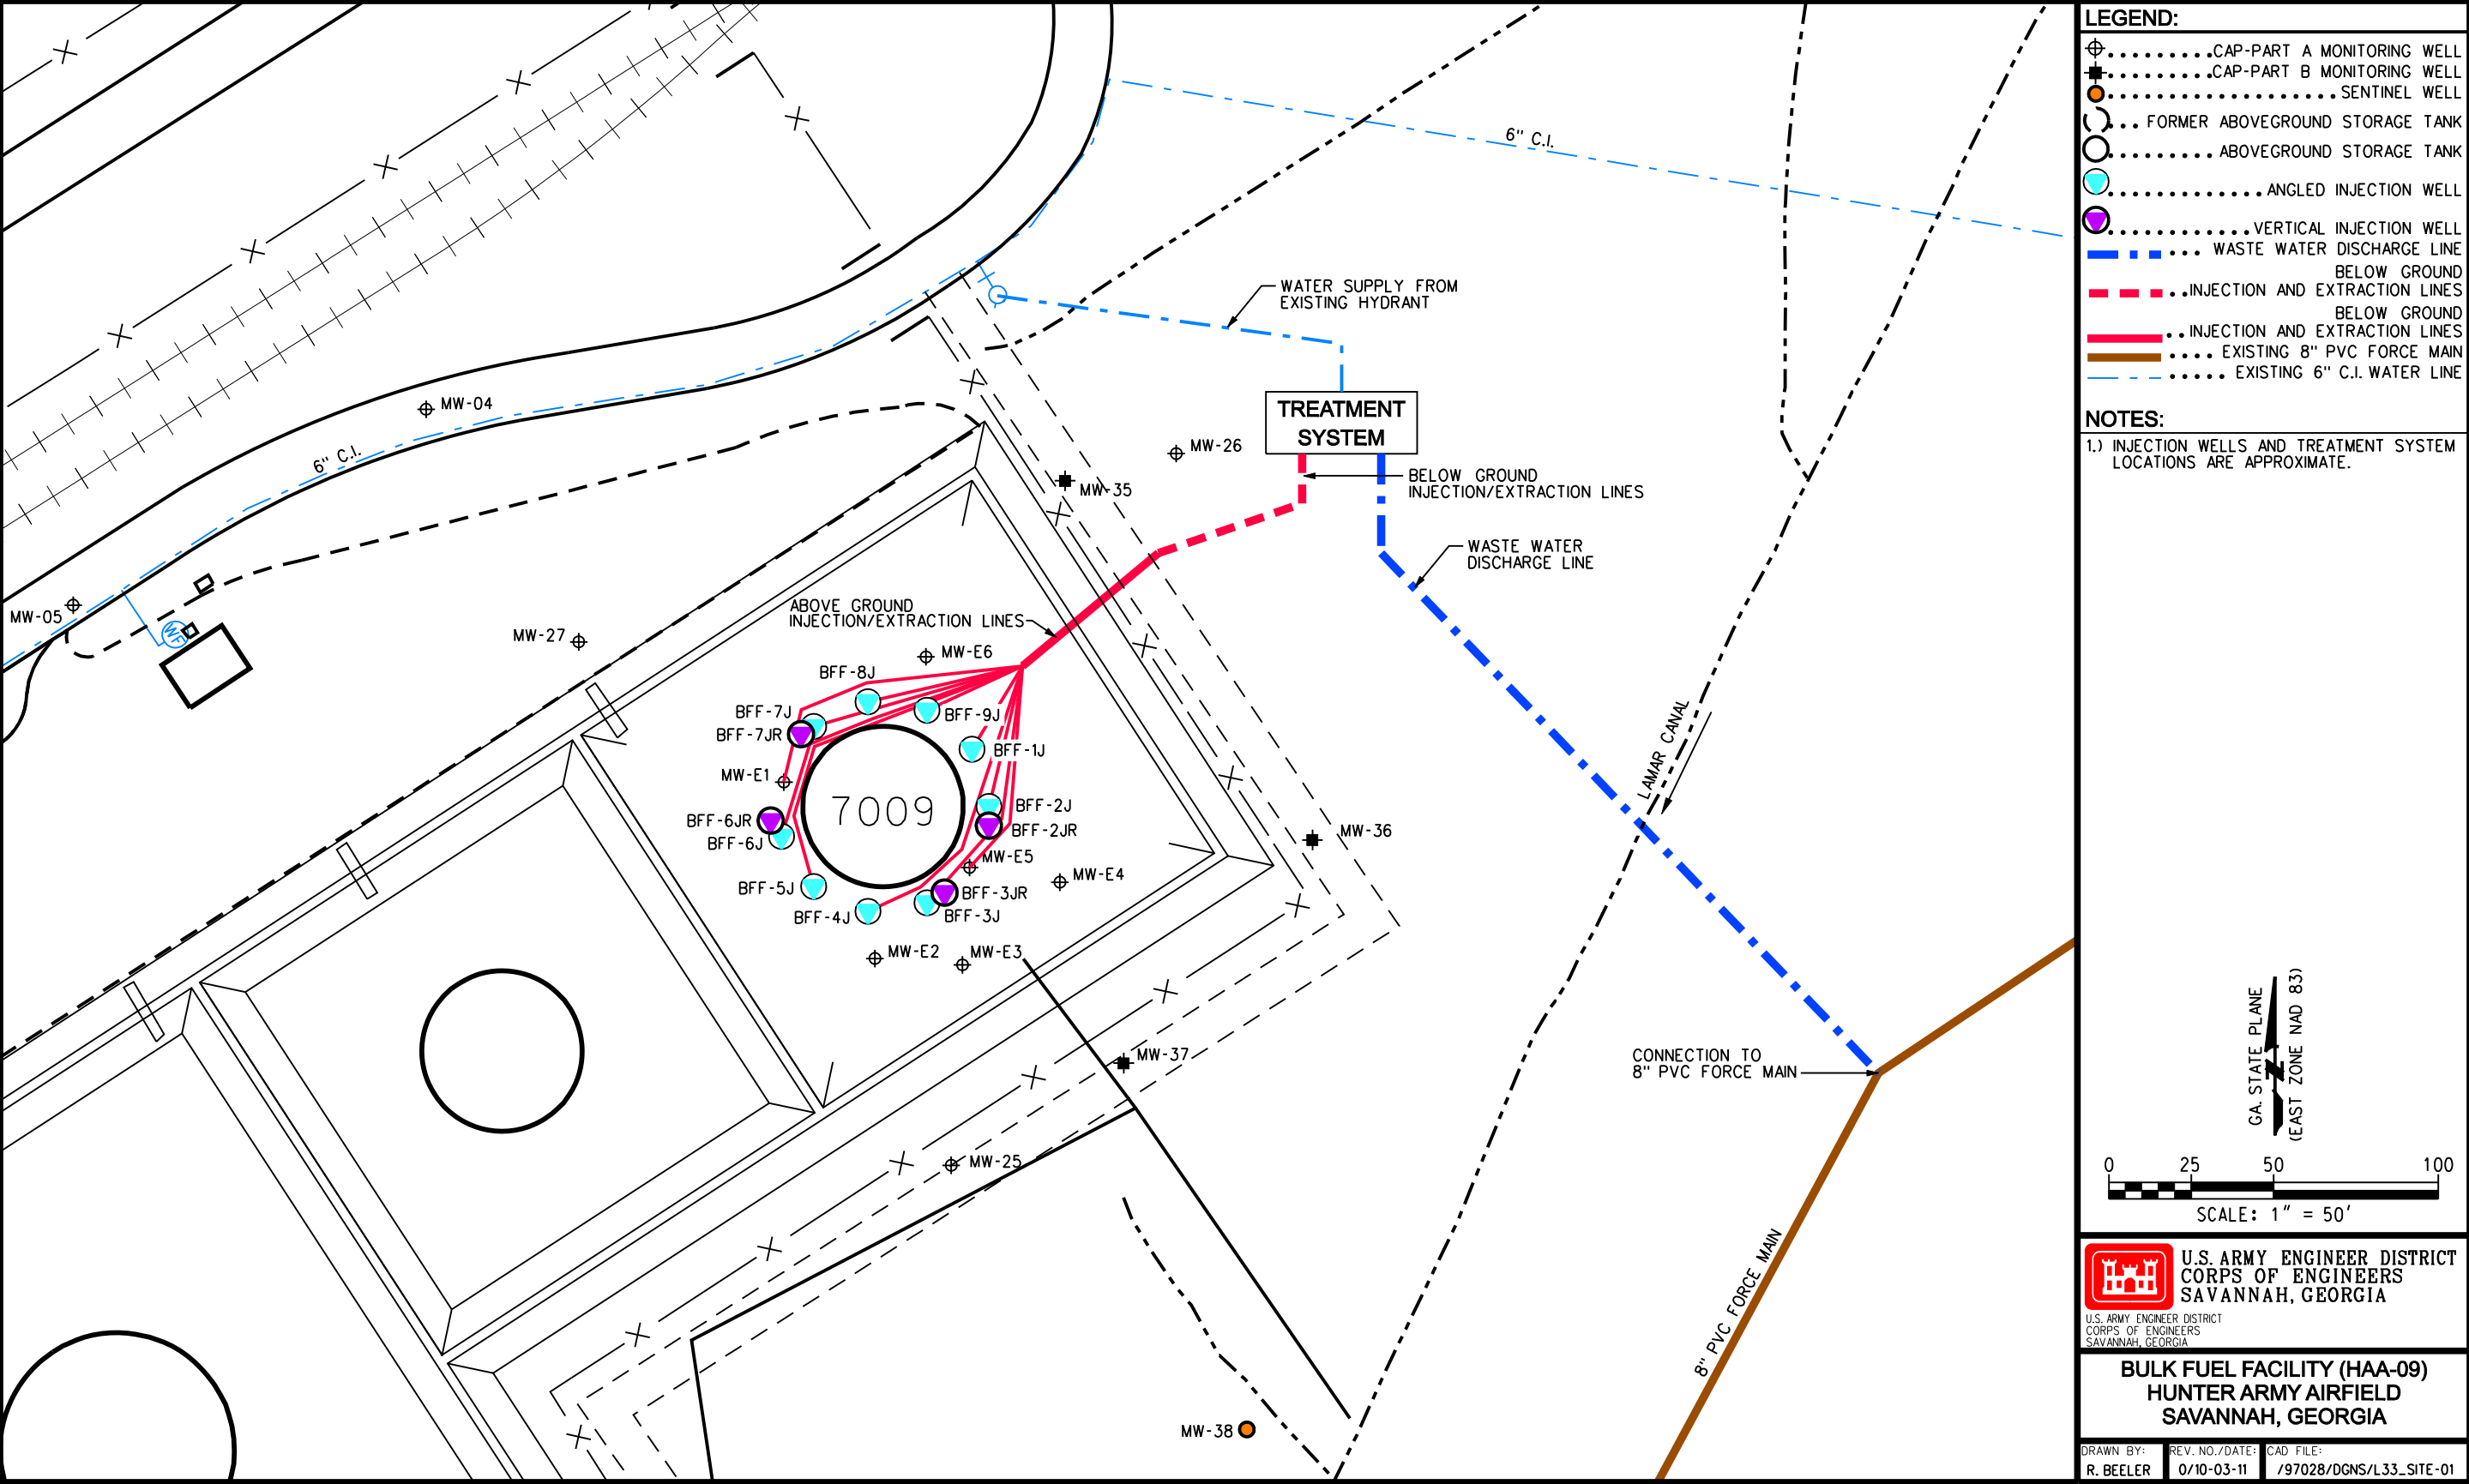 6" C.I.
WATER SUPPLY FROM
EXISTING HYDRANT
MW-04
TREATMENT
SYSTEM
MW-26
6" C.I.
BELOW GROUND
INJECTION/EXTRACTION LINES
MW-35
WASTE WATER
DISCHARGE LINE
MW-05
WF
ABOVE GROUND
INJECTION/EXTRACTION LINES
MW-27
MW-E6
BFF-8J
BFF-7J
BFF-9J
BFF-7JR
BFF-1J
MW-E1
LAMAR CANAL
7009
BFF-2J
BFF-6JR
BFF-2JR
MW-36
BFF-6J
MW-E5
BFF-5J
MW-E4
BFF-3JR
BFF-4J
BFF-3J
MW-E2
MW-E3
MW-37
CONNECTION TO
8" PVC FORCE MAIN
MW-25
8" PVC FORCE MAIN
MW-38
LEGEND:
.........CAP-PART A MONITORING WELL
.........CAP-PART B MONITORING WELL
...................SENTINEL WELL
...FORMER ABOVEGROUND STORAGE TANK
.........ABOVEGROUND STORAGE TANK
.............ANGLED INJECTION WELL
............VERTICAL INJECTION WELL
...WASTE WATER DISCHARGE LINE
BELOW GROUND
..INJECTION AND EXTRACTION LINES
BELOW GROUND
..INJECTION AND EXTRACTION LINES
....EXISTING 8" PVC FORCE MAIN
.....EXISTING 6" C.I. WATER LINE
NOTES:
1.) INJECTION WELLS AND TREATMENT SYSTEM
LOCATIONS ARE APPROXIMATE.
GA. STATE PLANE
(EAST ZONE NAD 83)
N
0 25 50 100
SCALE: 1" = 50'
U.S. ARMY ENGINEER DISTRICT
CORPS OF ENGINEERS
SAVANNAH, GEORGIA
U.S. ARMY ENGINEER DISTRICT
CORPS OF ENGINEERS
SAVANNAH, GEORGIA
BULK FUEL FACILITY (HAA-09)
HUNTER ARMY AIRFIELD
SAVANNAH, GEORGIA
DRAWN BY:
R. BEELER
REV. NO./DATE:
0/10-03-11
CAD FILE:
/97028/DGNS/L33_SITE-01